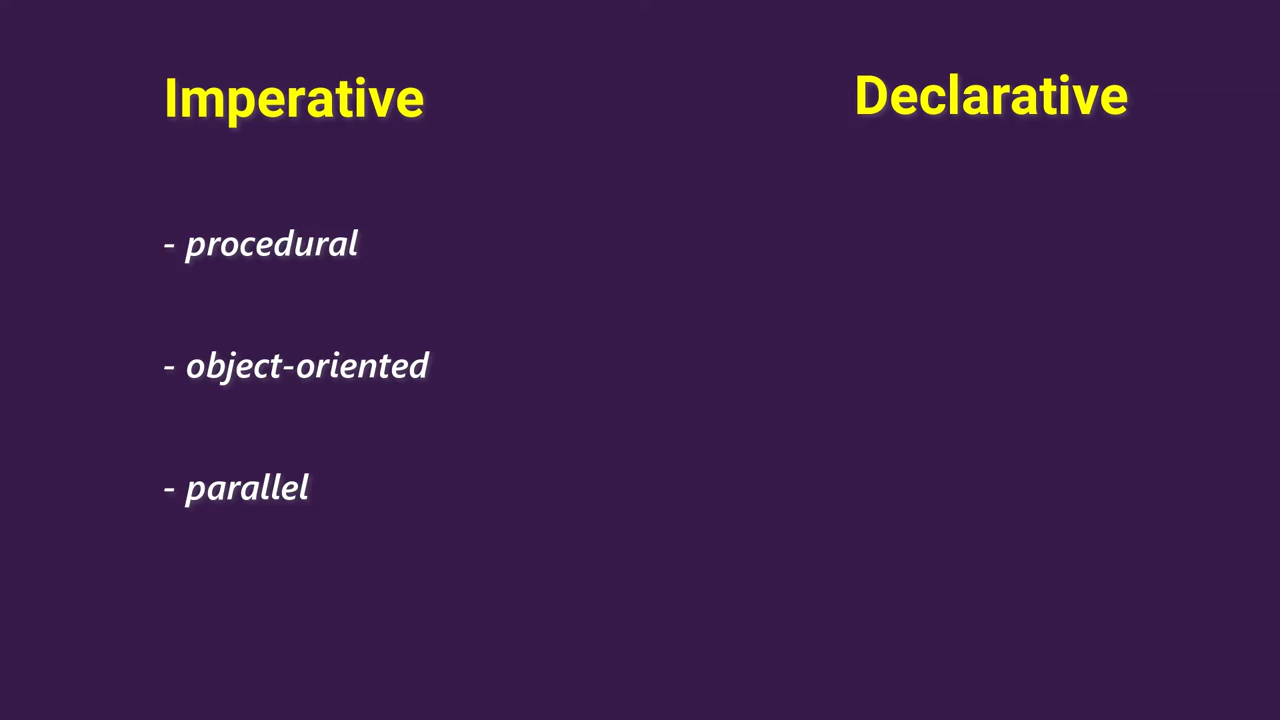 Imperative
Declarative
- procedural
- object-oriented
- parallel